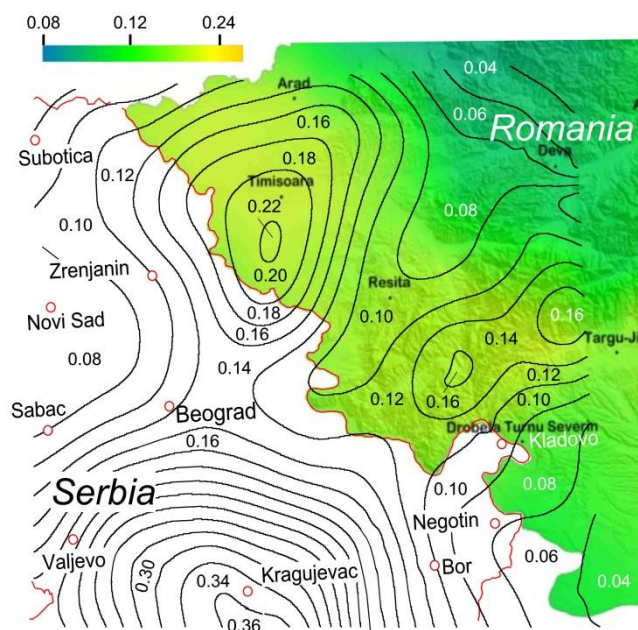 0.08 0.12 0.24
0.04
Arad
0.06
0.16
Romania
Subotica
Deva
0.12
0.18
Timisoara
0.10
0.22
0.08
Zrenjanin
0.20
Resita
Novi Sad
0.18
0.10
0.16
0.16
0.14
Targu-Ji
0.08
0.14
0.12
Sabac
Beograd
0.12
0.16
0.10
Drobeta Turnu Severin
0.16
Kladovo
Serbia
0.10
0.08
Negotin
Valjevo
0.30
0.34
Kragujevac
Bor
0.06
0.04
0.36